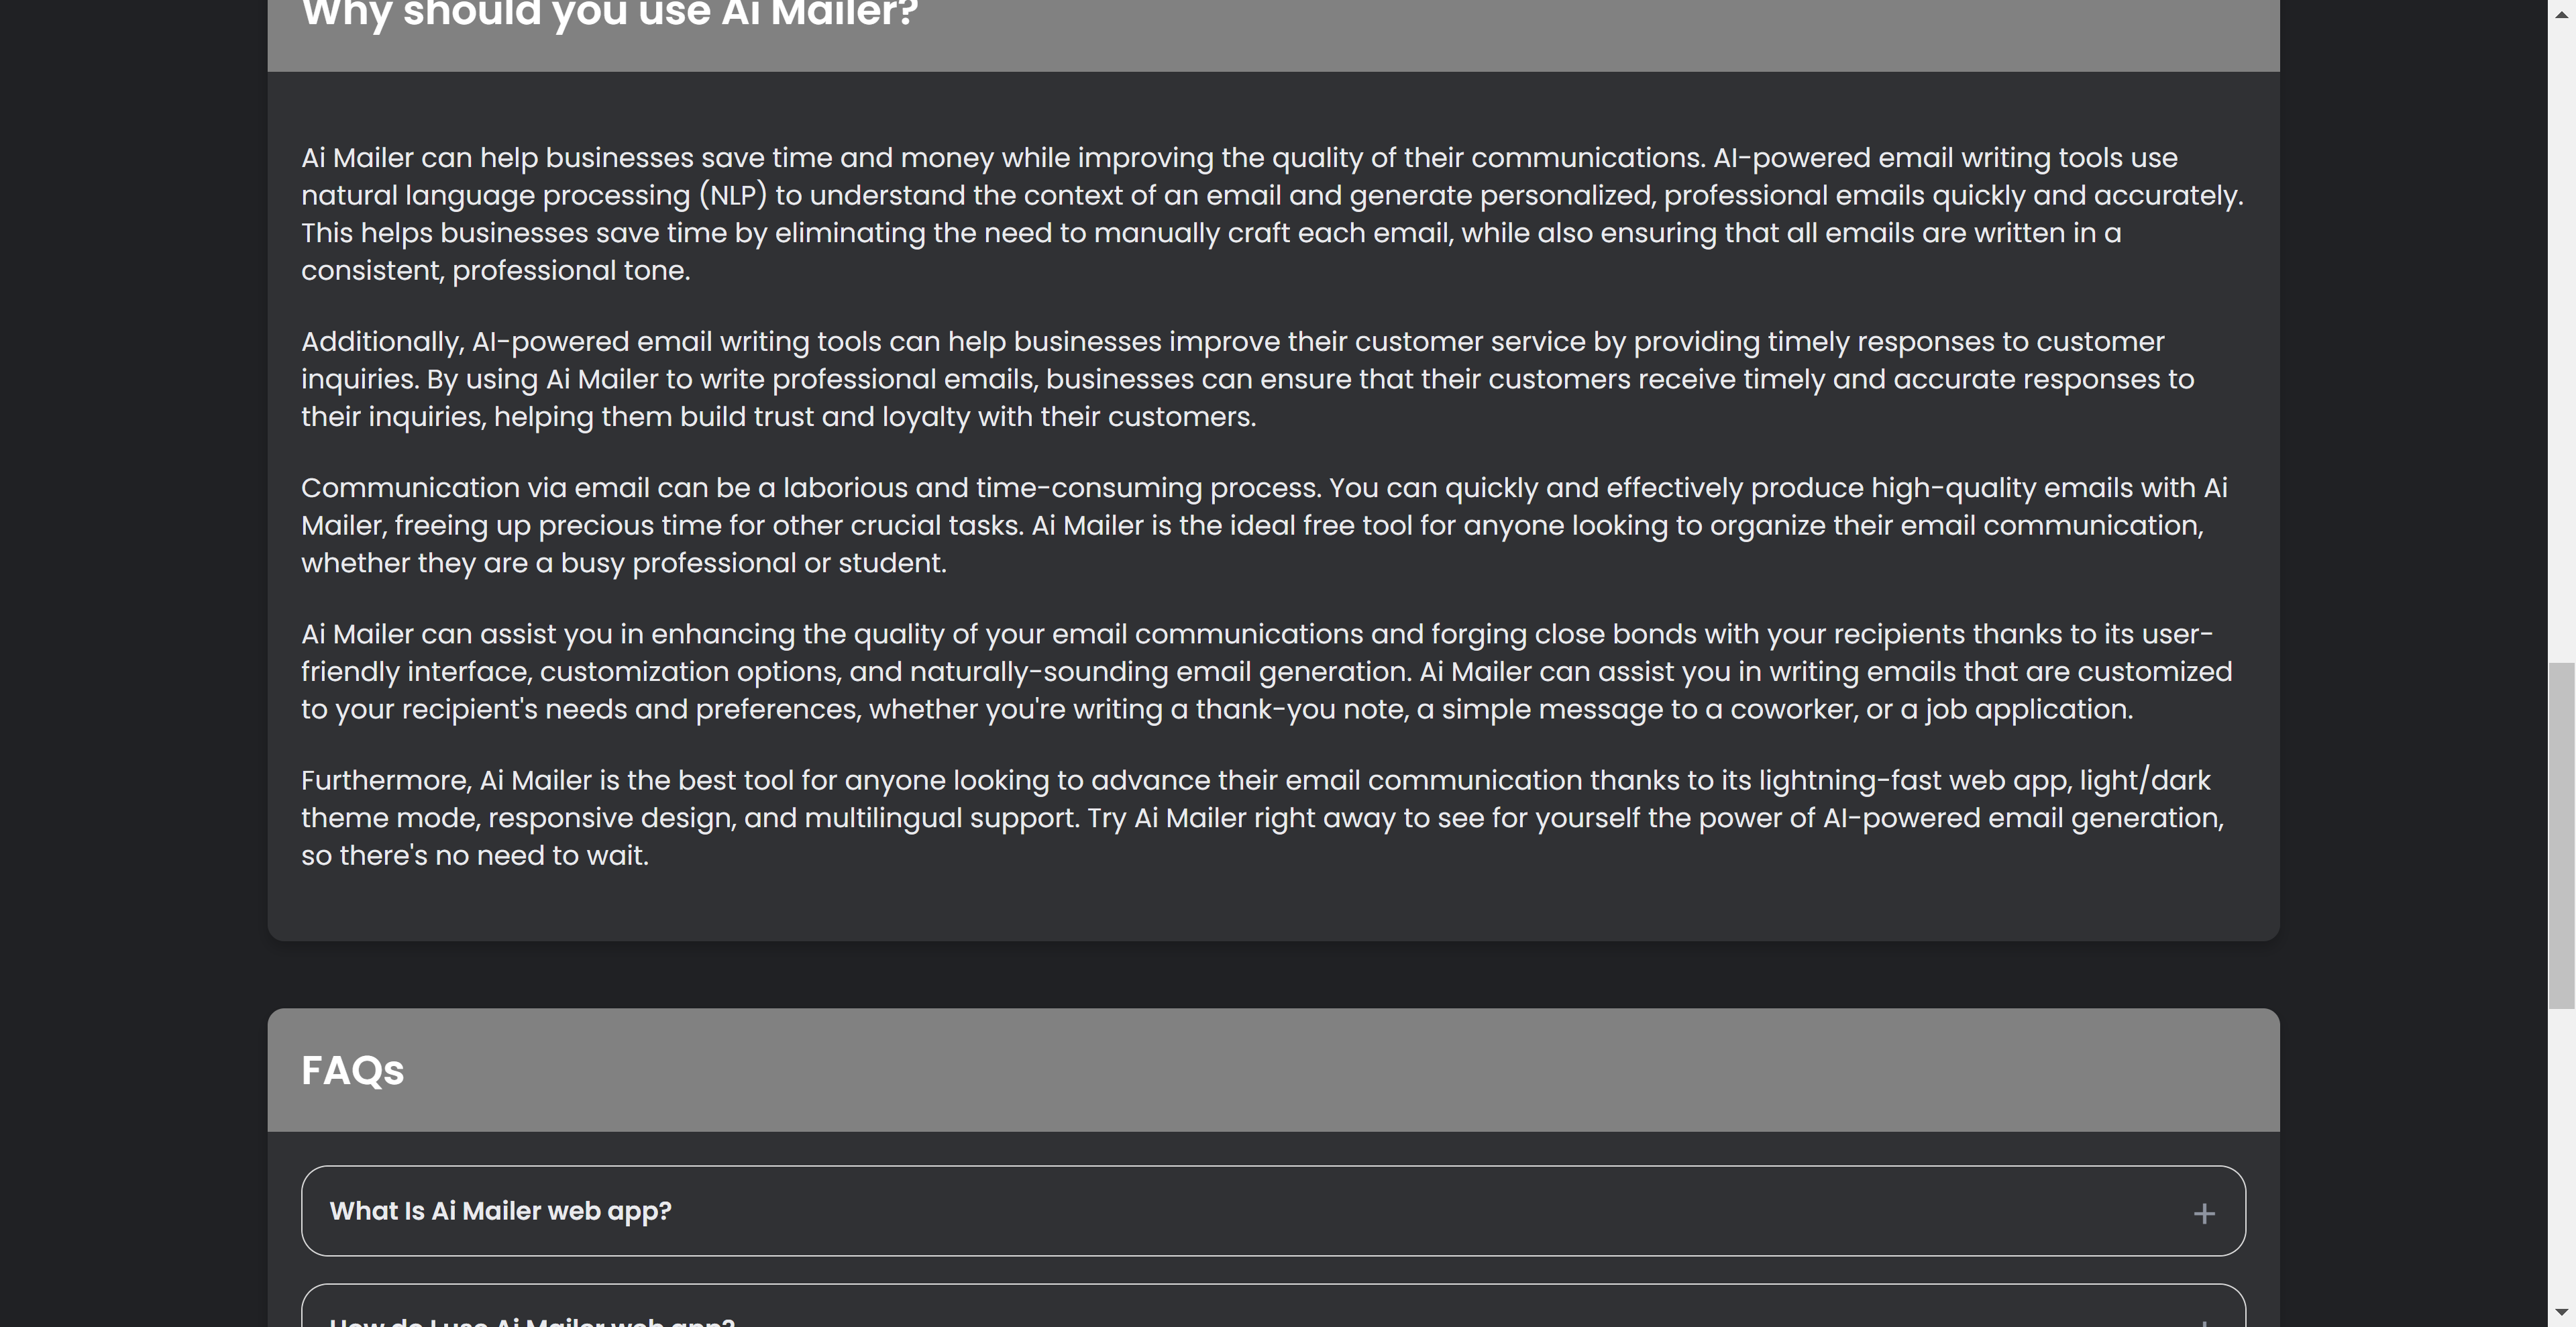 Why should you use Ai Mailer?
Ai Mailer can help businesses save time and money while improving the quality of their communications. AI-powered email writing tools use
natural language processing (NLP) to understand the context of an email and generate personalized, professional emails quickly and accurately.
This helps businesses save time by eliminating the need to manually craft each email, while also ensuring that all emails are written in a
consistent, professional tone.
Additionally, AI-powered email writing tools can help businesses improve their customer service by providing timely responses to customer
inquiries. By using Ai Mailer to write professional emails, businesses can ensure that their customers receive timely and accurate responses to
their inquiries, helping them build trust and loyalty with their customers.
Communication via email can be a laborious and time-consuming process. You can quickly and effectively produce high-quality emails with Ai
Mailer, freeing up precious time for other crucial tasks. Ai Mailer is the ideal free tool for anyone looking to organize their email communication,
whether they are a busy professional or student.
Ai Mailer can assist you in enhancing the quality of your email communications and forging close bonds with your recipients thanks to its user-
friendly interface, customization options, and naturally-sounding email generation. Ai Mailer can assist you in writing emails that are customized
to your recipient's needs and preferences, whether you're writing a thank-you note, a simple message to a coworker, or a job application.
Furthermore, Ai Mailer is the best tool for anyone looking to advance their email communication thanks to its lightning-fast web app, light/dark
theme mode, responsive design, and multilingual support. Try Ai Mailer right away to see for yourself the power of AI-powered email generation,
so there's no need to wait.
FAQs
What Is Ai Mailer web app?
How do I use Ai Mailer web app?